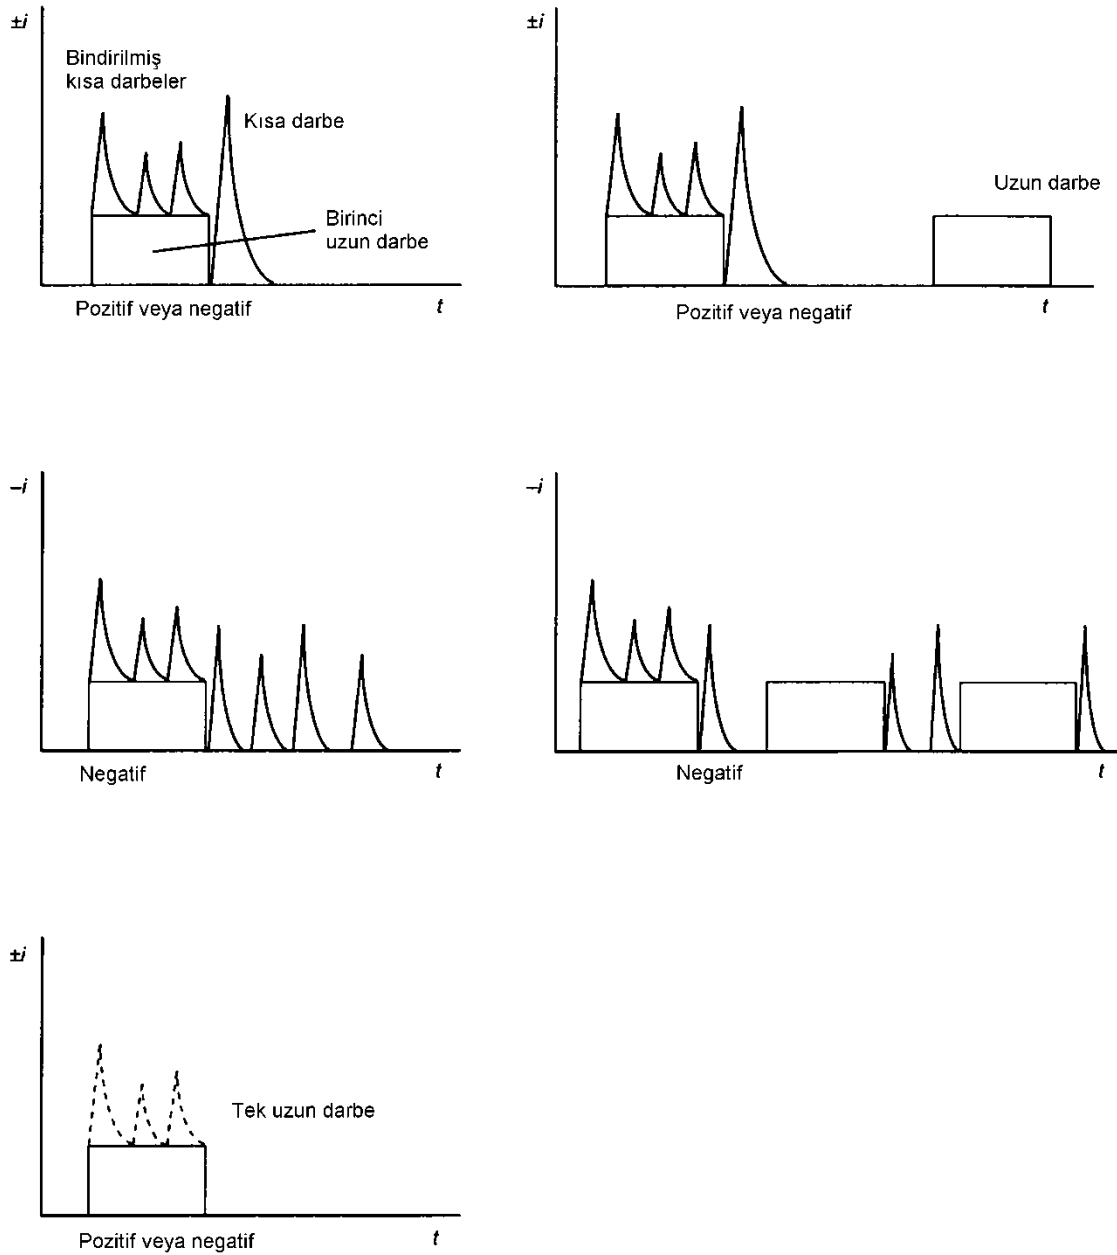 ±i
Bindirilmiş
kısa darbeler
Kısa darbe
Birinci
uzun darbe
Pozitif veya negatif
t
±i
Uzun darbe
Pozitif veya negatif
t
–i
Negatif
t
–i
Negatif
t
±i
Tek uzun darbe
Pozitif veya negatif
t